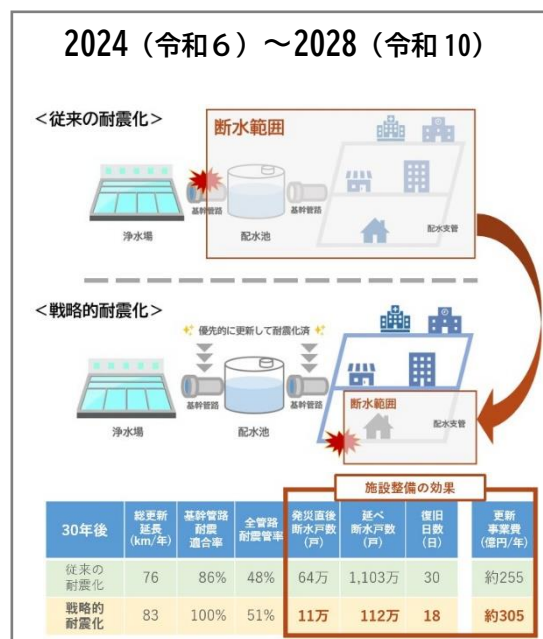 2024（令和６）～2028（令和10）
＜従来の耐震化＞
断水範囲
基幹管路
基幹管路
浄水場
配水池
配水支管
＜戦略的耐震化＞
優先的に更新して耐震化済
基幹管路
基幹管路
断水範囲
浄水場
配水池
配水支管
施設整備の効果
30年後
総更新
延長
(km/年)
基幹管路
耐震
適合率
全管路
耐震管率
発災直後
断水戸数
(戸)
延べ
断水戸数
(戸)
復旧
日数
(日)
更新
事業費
(億円/年)
従来の
耐震化
76
86%
48%
64万
1,103万
30
約255
戦略的
耐震化
83
100%
51%
11万
112万
18
約305